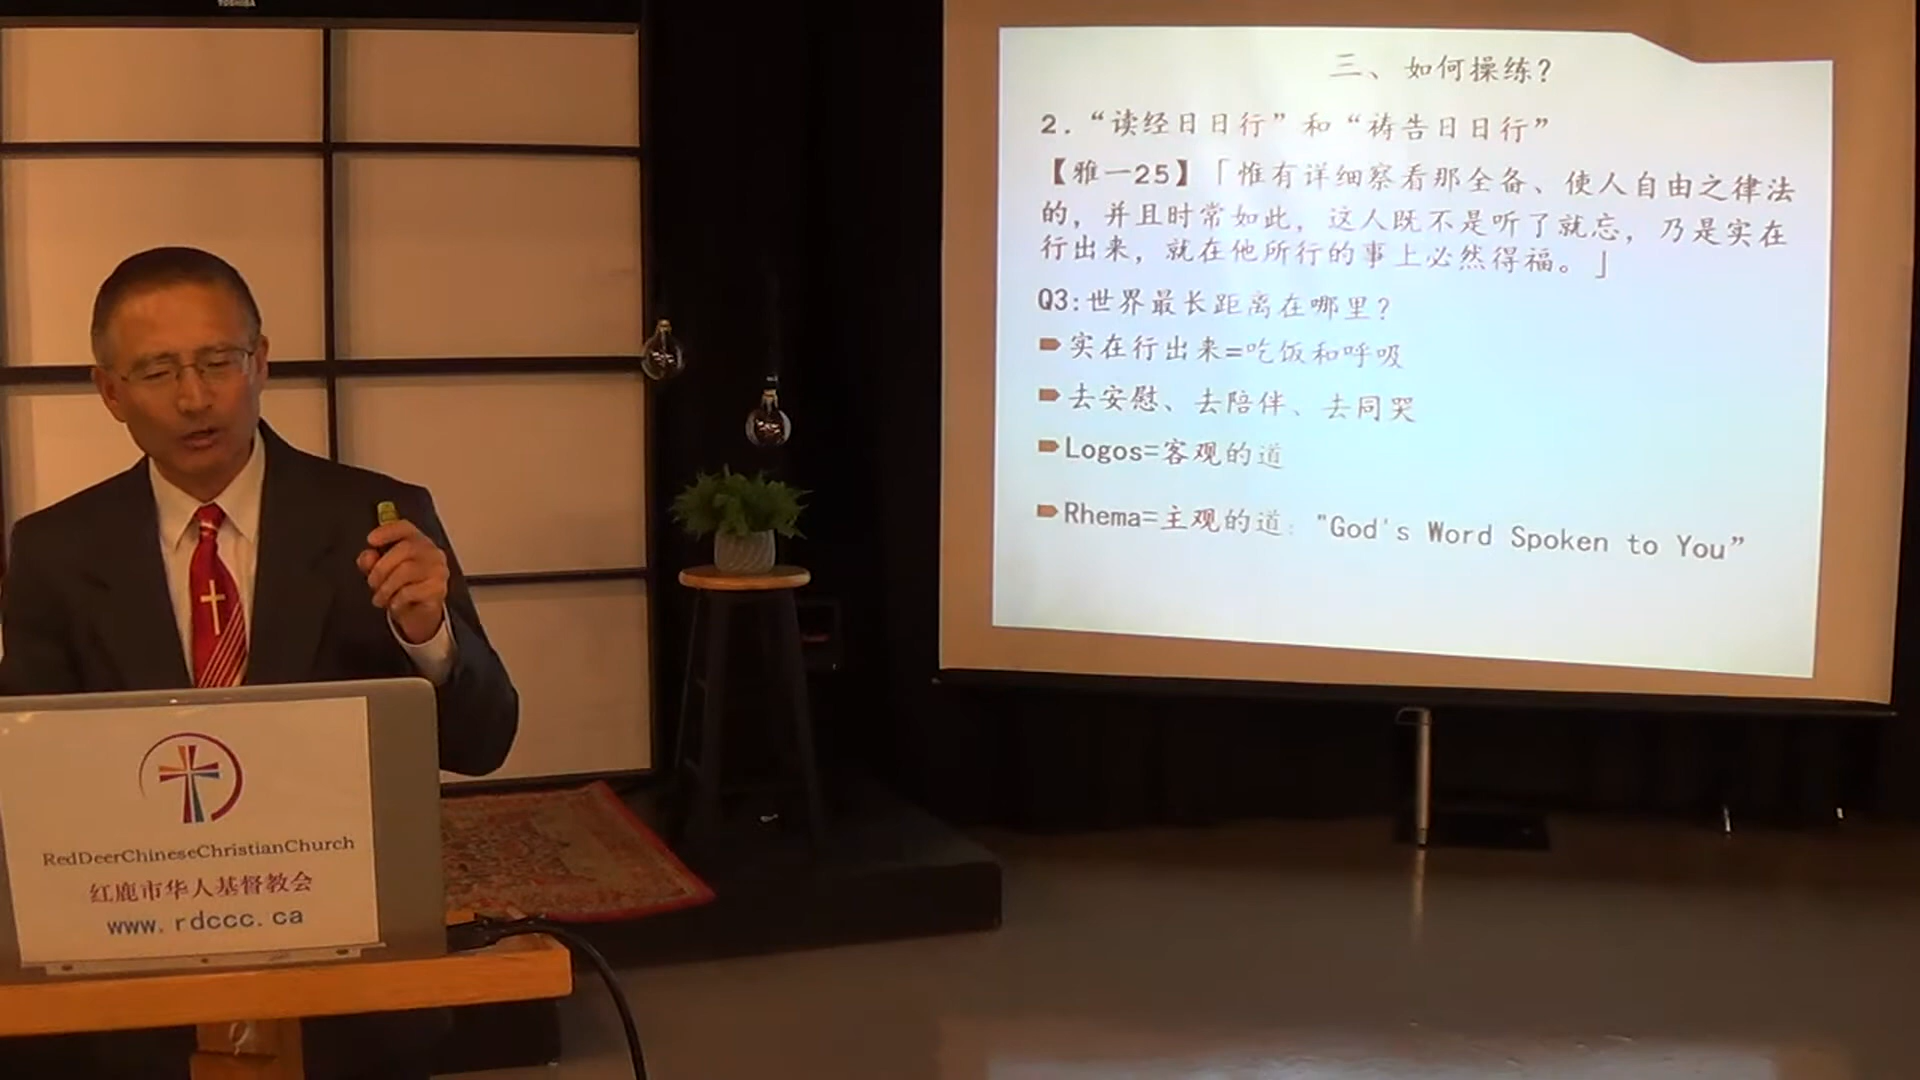 TOSHIBA
三、如何操练？
2.“读经日日行”和“祷告日日行”
【雅一25】「惟有详细察看那全备、使人自由之律法
的，并且时常如此，这人既不是听了就忘，乃是实在
行出来，就在他所行的事上必然得福。」
Q3:世界最长距离在哪里？
实在行出来=吃饭和呼吸
去安慰、去陪伴、去同哭
Logos=客观的道
Rhema=主观的道："God's Word Spoken to You”
RedDeerChineseChristianChurch
红鹿市华人基督教会
www.rdccc.ca